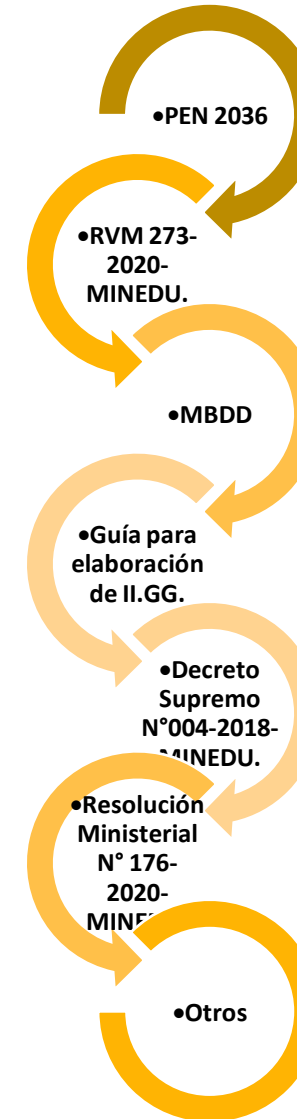 •PEN 2036
•RVM 273-
2020-
MINEDU.
•MBDD
•Guía para
elaboración
de II.GG.
•Decreto
Supremo
N°004-2018-
MINEDU.
•Resolución
Ministerial
N° 176-
2020-
•Otros